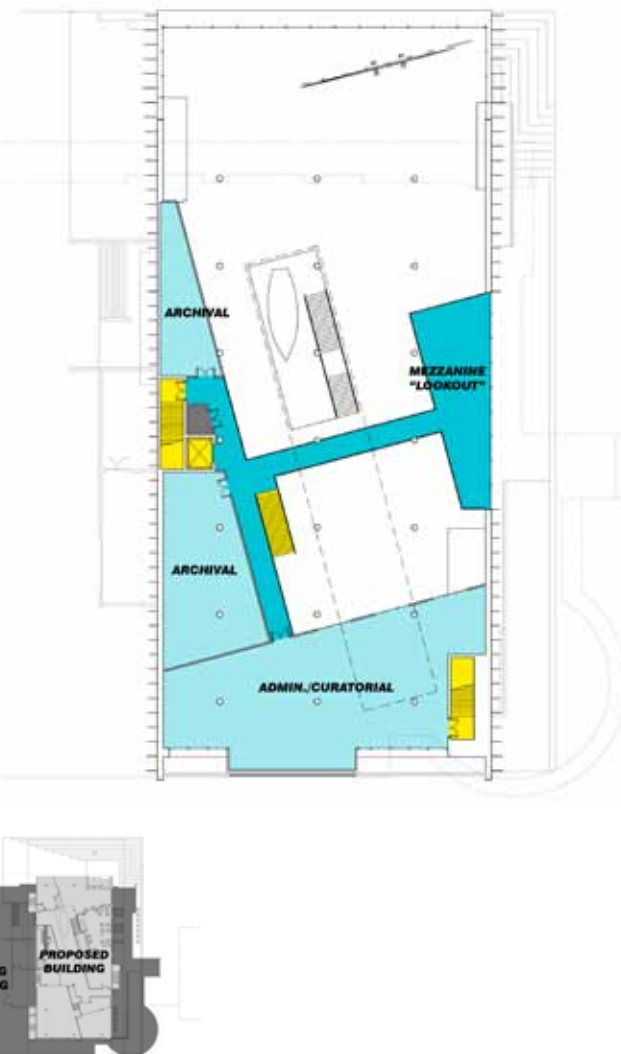 ARCHIVAL
MEZZANINE
"LOOKOUT"
ARCHIVAL
ADMIN./CURATORIAL
PROPOSED
BUILDING
G
G